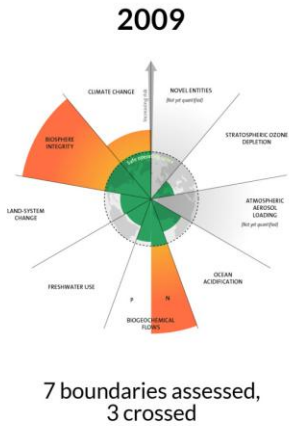 2009
Increasing risk
CLIMATE CHANGE
NOVEL ENTITIES
(Not yet quantified)
BIOSPHERE
INTEGRITY
STRATOSPHERIC OZONE
DEPLETION
Safe operating space
LAND-SYSTEM
CHANGE
ATMOSPHERIC
AEROSOL
LOADING
(Not yet quantified)
FRESHWATER USE
OCEAN
ACIDIFICATION
P
N
BIOGEOCHEMICAL
FLOWS
7 boundaries assessed,
3 crossed